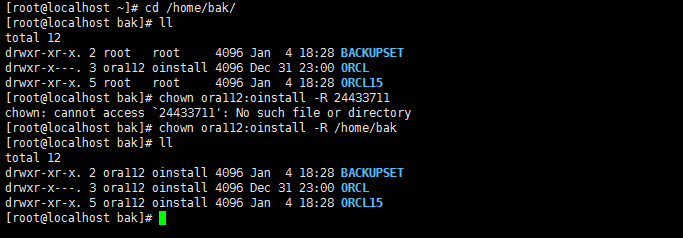 [root@localhost ~]# cd /home/bak/
[root@localhost bak]# ll
total 12
drwxr-xr-x. 2 root   root     4096 Jan  4 18:28 BACKUPSET
drwxr-x---. 3 ora112 oinstall 4096 Dec 31 23:00 ORCL
drwxr-xr-x. 5 root   root     4096 Jan  4 18:28 ORCL15
[root@localhost bak]# chown ora112:oinstall -R 24433711
chown: cannot access `24433711': No such file or directory
[root@localhost bak]# chown ora112:oinstall -R /home/bak
[root@localhost bak]# ll
total 12
drwxr-xr-x. 2 ora112 oinstall 4096 Jan  4 18:28 BACKUPSET
drwxr-x---. 3 ora112 oinstall 4096 Dec 31 23:00 ORCL
drwxr-xr-x. 5 ora112 oinstall 4096 Jan  4 18:28 ORCL15
[root@localhost bak]#